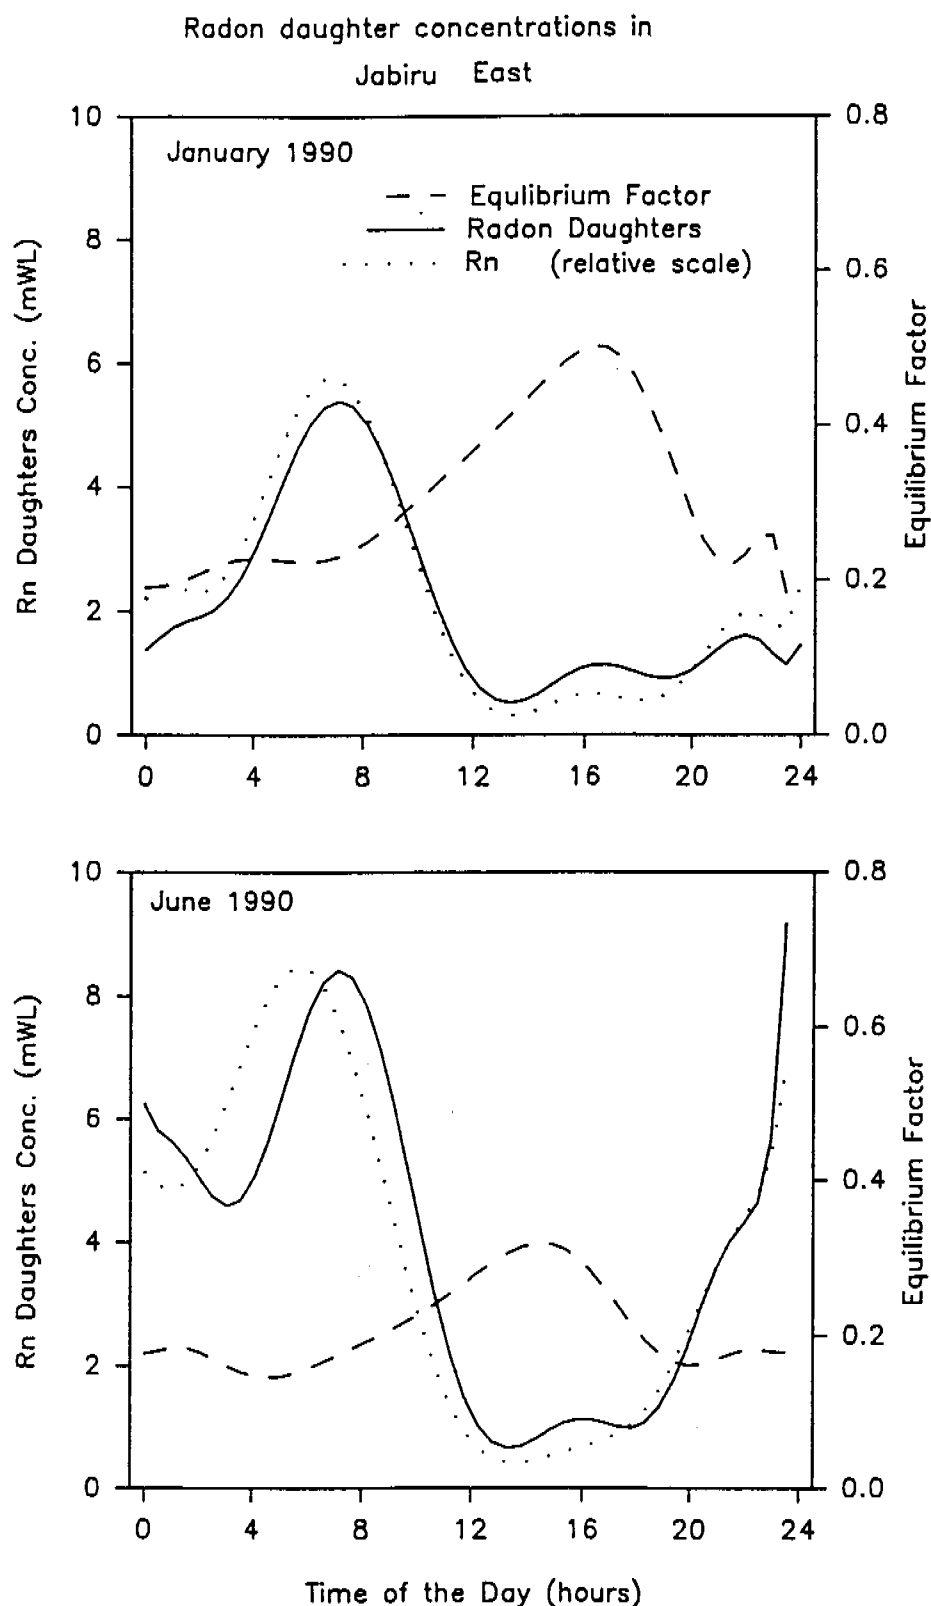 Radon daughter concentrations in
Jabiru East
January 1990
Equlibrium Factor
Radon Daughters
Rn (relative scale)
Rn Daughters Conc. (mWL)
10
8
6
4
2
0
Equilibrium Factor
0.8
0.6
0.4
0.2
0.0
0 4 8 12 16 20 24
June 1990
Rn Daughters Conc. (mWL)
10
8
6
4
2
0
Equilibrium Factor
0.8
0.6
0.4
0.2
0.0
0 4 8 12 16 20 24
Time of the Day (hours)